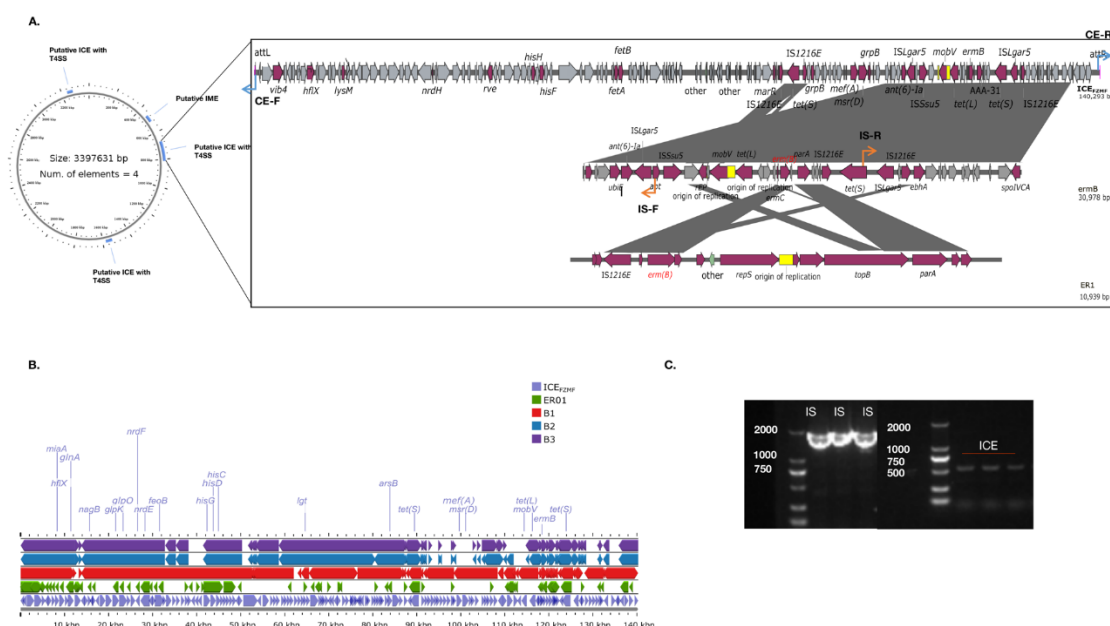 A.
CE-R
attL
attR
Putative ICE with
T4SS
Putative IME
Putative ICE with
T4SS
Size: 3397631 bp
Num. of elements = 4
Putative ICE with
T4SS
CE-F
hisH
fetB
IS1216E
grpB
ISLgar5
mobV
ermB
ISLgar5
vib4
hflX
lysM
nrdH
rve
hisF
fetA
other
other
marR
IS1216E
tet(S)
grpB
mef(A)
msr(D)
ant(6)-Ia
ISSsu5
AAA-31
tet(L)
tet(S)
IS1216E
ICEFZMF
140,293 bp
ISLgar5
ant(6)-Ia
ISSsu5
mobV
tet(L)
parA
IS1216E
IS-R
IS1216E
ubiE
apt
IS-F
rep
origin of replication
origin of replication
ermC
tet(S)
ISLgar5
ebhA
spoIVCA
ermB
30,978 bp
IS1216E
erm(B)
other
repS
origin of replication
topB
parA
ER1
10,939 bp
B.
ICEFZMF
ER01
B1
B2
B3
nrdF
miaA
glnA
hflX
nagB
glpO
glpK
nrdE
feoB
hisC
hisD
hisG
lgt
arsB
tet(S)
mef(A)
msr(D)
tet(L)
mobV
ermB
tet(S)
10 kbp
20 kbp
30 kbp
40 kbp
50 kbp
60 kbp
70 kbp
80 kbp
90 kbp
100 kbp
110 kbp
120 kbp
130 kbp
140 kbp
C.
IS IS IS
2000
1000
750
2000
1000
750
500
ICE